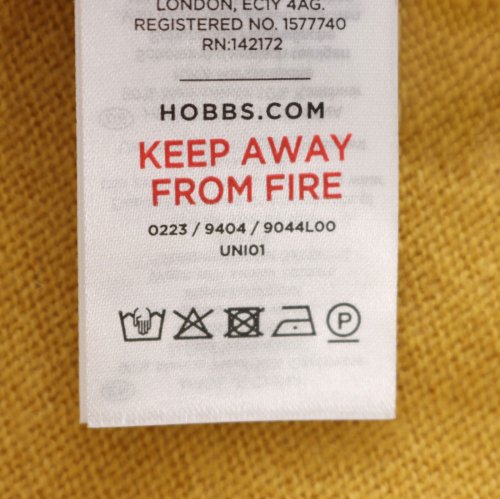 LONDON, EC1Y 4AG.
REGISTERED NO. 1577740
RN:142172
HOBBS.COM
KEEP AWAY
FROM FIRE
0223 / 9404 / 9044L00
UNI01
P